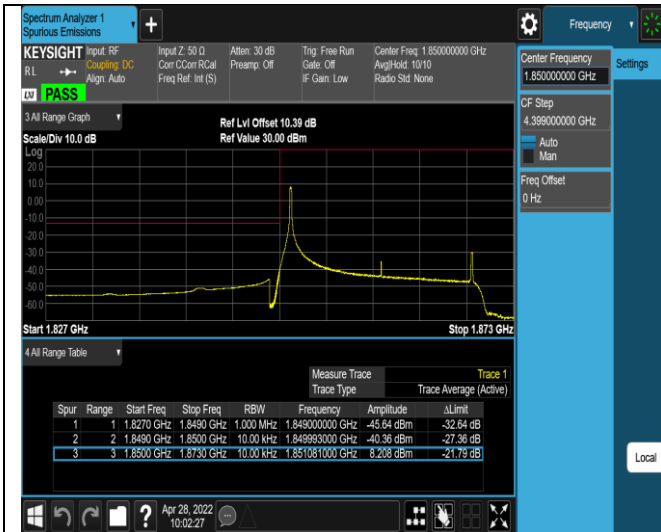 Spectrum Analyzer 1
Spurious Emissions
Frequency
KEYSIGHT
Input: RF
Input Z: 50 Ω
Atten: 30 dB
Trig: Free Run
Center Freq: 1.850000000 GHz
RL
Coupling: DC
Corr CCorr RCal
Preamp: Off
Gate: Off
Avg|Hold: 10/10
Align: Auto
Freq Ref: Int (S)
IF Gain: Low
Radio Std: None
LXI
PASS
Center Frequency
1.850000000 GHz
Settings
CF Step
4.399000000 GHz
Auto
Man
Freq Offset
0 Hz
3 All Range Graph
Ref Lvl Offset 10.39 dB
Scale/Div 10.0 dB
Ref Value 30.00 dBm
Log
20.0
10.0
0.00
-10.0
-20.0
-30.0
-40.0
-50.0
-60.0
Start 1.827 GHz
Stop 1.873 GHz
4 All Range Table
Measure Trace Trace 1
Trace Type Trace Average (Active)
Spur Range Start Freq Stop Freq RBW Frequency Amplitude ΔLimit
1 1 1.8270 GHz 1.8490 GHz 1.000 MHz 1.849000000 GHz -45.64 dBm -32.64 dB
2 2 1.8490 GHz 1.8500 GHz 10.00 kHz 1.849993000 GHz -40.36 dBm -27.36 dB
3 3 1.8500 GHz 1.8730 GHz 10.00 kHz 1.851081000 GHz 8.208 dBm -21.79 dB
Local
?
Apr 28, 2022
10:02:27